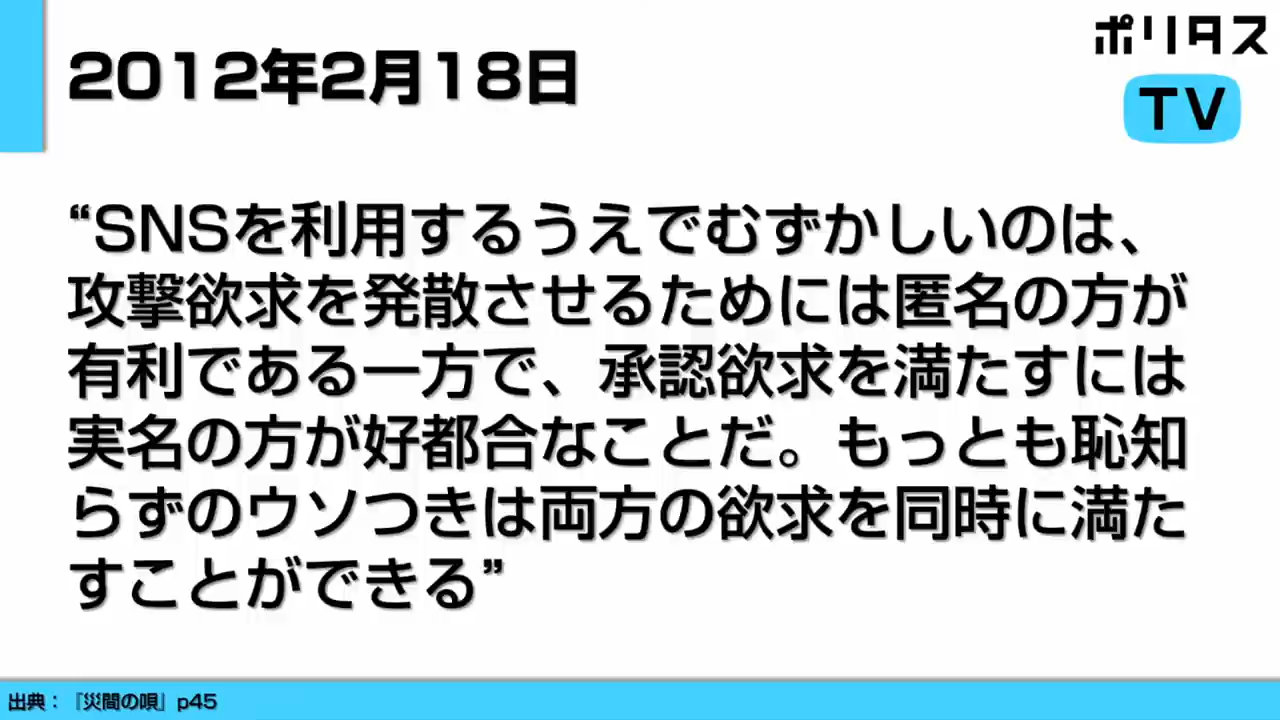 2012年2月18日
ポリタス
TV
“SNSを利用するうえでむずかしいのは、
攻撃欲求を発散させるためには匿名の方が
有利である一方で、承認欲求を満たすには
実名の方が好都合なことだ。もっとも恥知
らずのウソつきは両方の欲求を同時に満た
すことができる”
出典：『災間の唄』p45